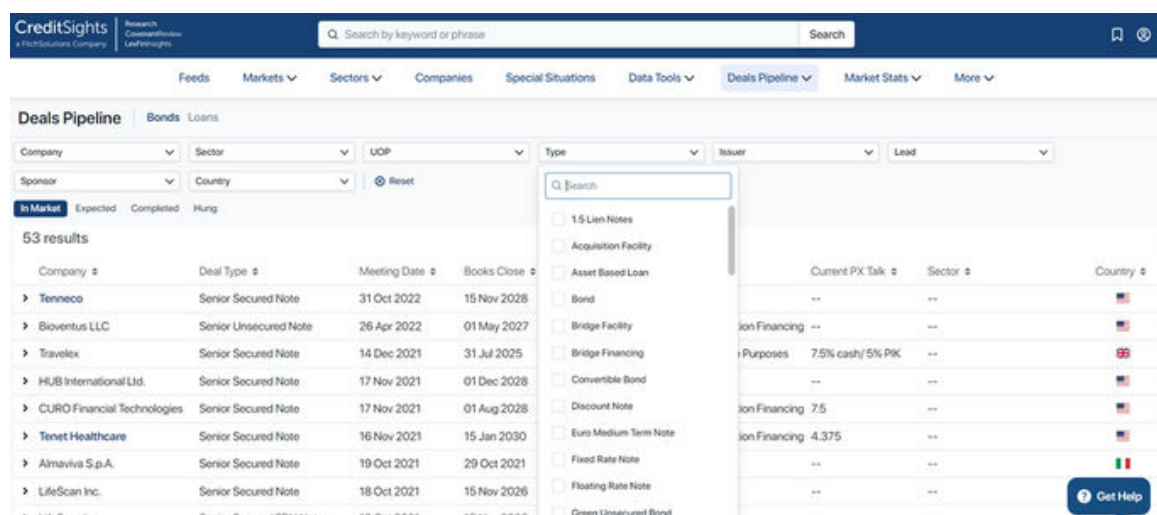 CreditSights
a FitchSolutions Company
Research
CovenantReview
LevFinInsights
Search by keyword or phrase
Search
Feeds Markets Sectors Companies Special Situations Data Tools Deals Pipeline Market Stats More
Deals Pipeline Bonds Loans
Company Sector UOP Type Issuer Lead
Sponsor Country Reset
Search
In Market Expected Completed Hung
1.5 Lien Notes
Acquisition Facility
Asset Based Loan
Bond
Bridge Facility
Bridge Financing
Convertible Bond
Discount Note
Euro Medium Term Note
Fixed Rate Note
Floating Rate Note
Green Unsecured Bond
53 results
Company Deal Type Meeting Date Books Close Current PX Talk Sector Country
Tenneco Senior Secured Note 31 Oct 2022 15 Nov 2028 -- --
Bioventus LLC Senior Unsecured Note 26 Apr 2022 01 May 2027 ion Financing -- --
Travelex Senior Secured Note 14 Dec 2021 31 Jul 2025 Purposes 7.5% cash/ 5% PIK --
HUB International Ltd. Senior Secured Note 17 Nov 2021 01 Dec 2028 -- --
CURO Financial Technologies Senior Secured Note 17 Nov 2021 01 Aug 2028 ion Financing 7.5 --
Tenet Healthcare Senior Secured Note 16 Nov 2021 15 Jan 2030 ion Financing 4.375 --
Almaviva S.p.A. Senior Secured Note 19 Oct 2021 29 Oct 2021 -- --
LifeScan Inc. Senior Secured Note 18 Oct 2021 15 Nov 2026 -- --
Get Help